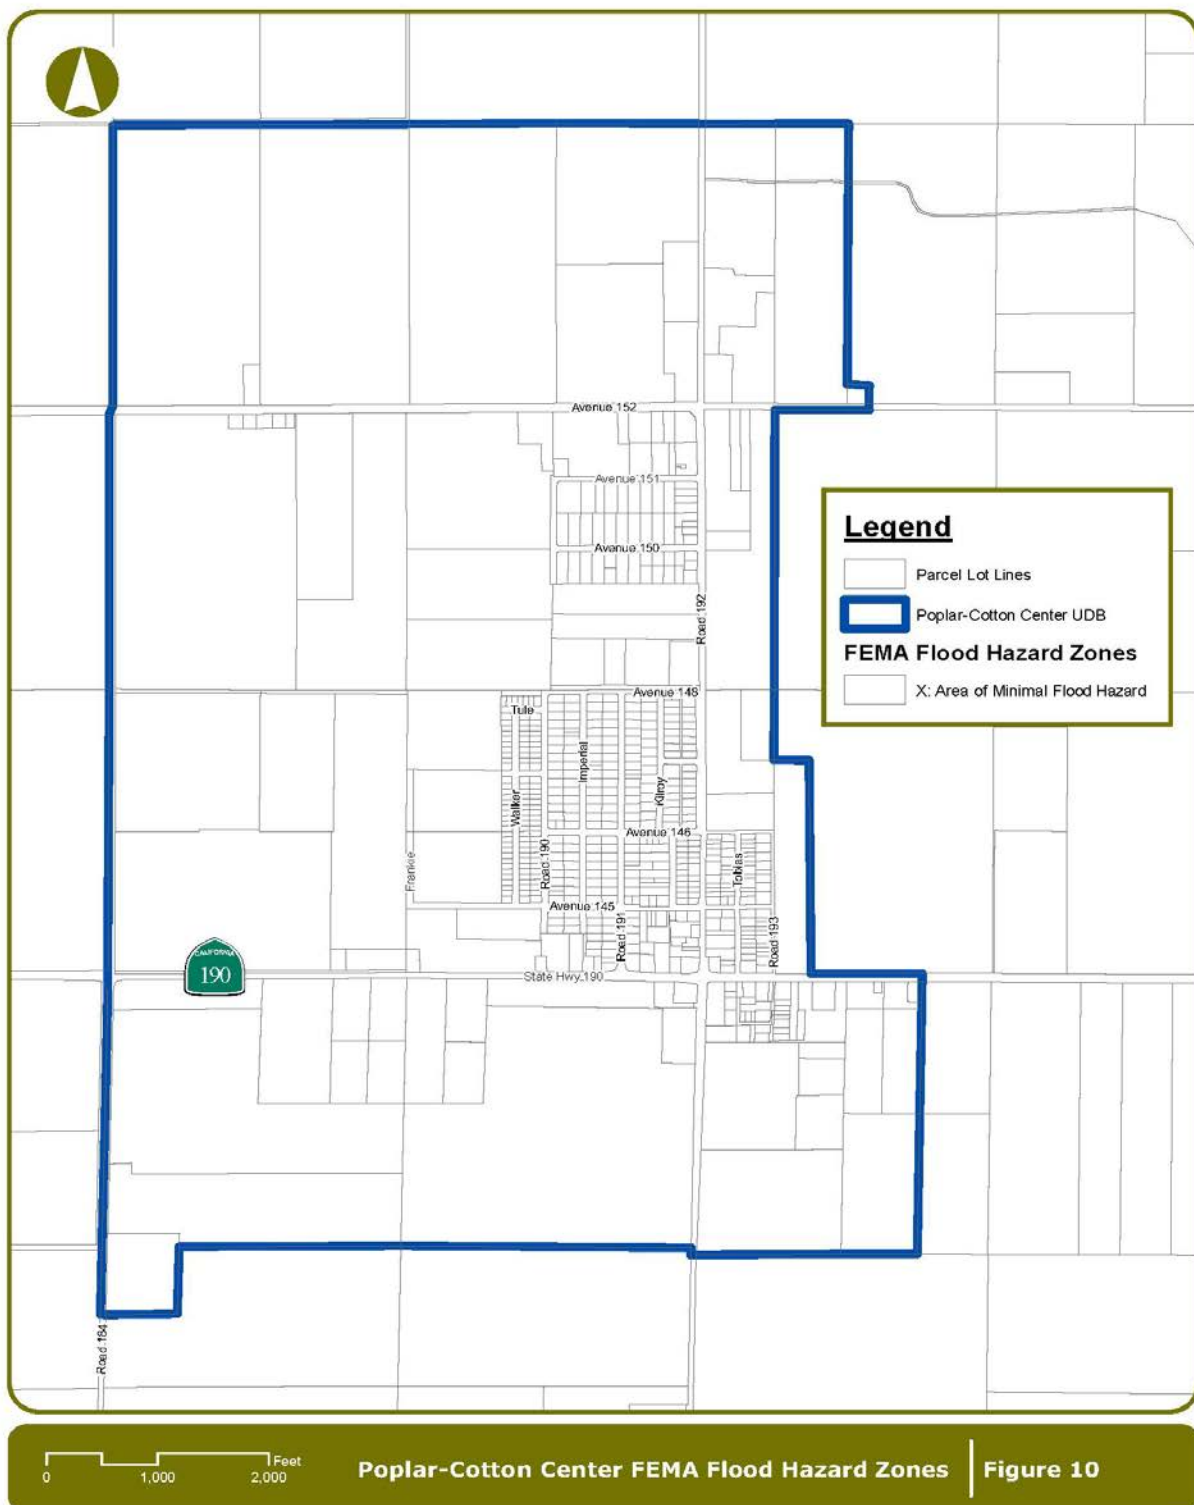 Avenue 152
Avenue 151
Avenue 150
Road 192
Avenue 148
Tule
Imperial
Kilroy
Walker
Avenue 146
Road 190
Tobias
Frankie
Avenue 145
Road 191
Road 193
CALIFORNIA
190
State Hwy 190
Road 184
Legend
Parcel Lot Lines
Poplar-Cotton Center UDB
FEMA Flood Hazard Zones
X: Area of Minimal Flood Hazard
Feet
0 1,000 2,000
Poplar-Cotton Center FEMA Flood Hazard Zones
Figure 10